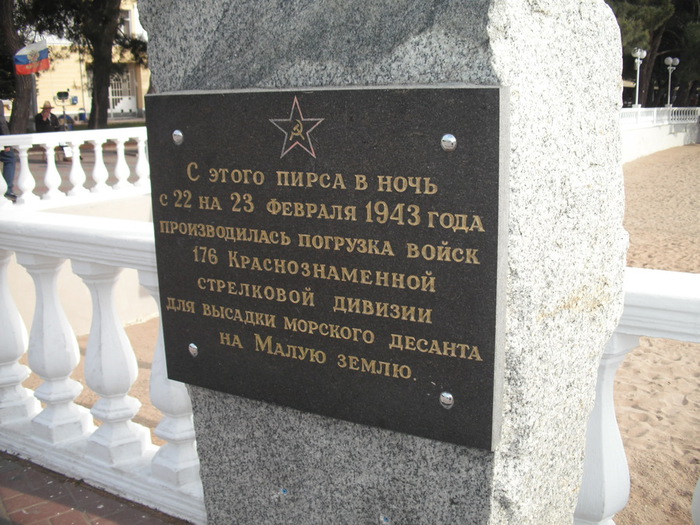 С этого пирса в ночь
с 22 на 23 февраля 1943 года
производилась погрузка войск
176 Краснознаменной
стрелковой дивизии
для высадки морского десанта
на Малую землю.